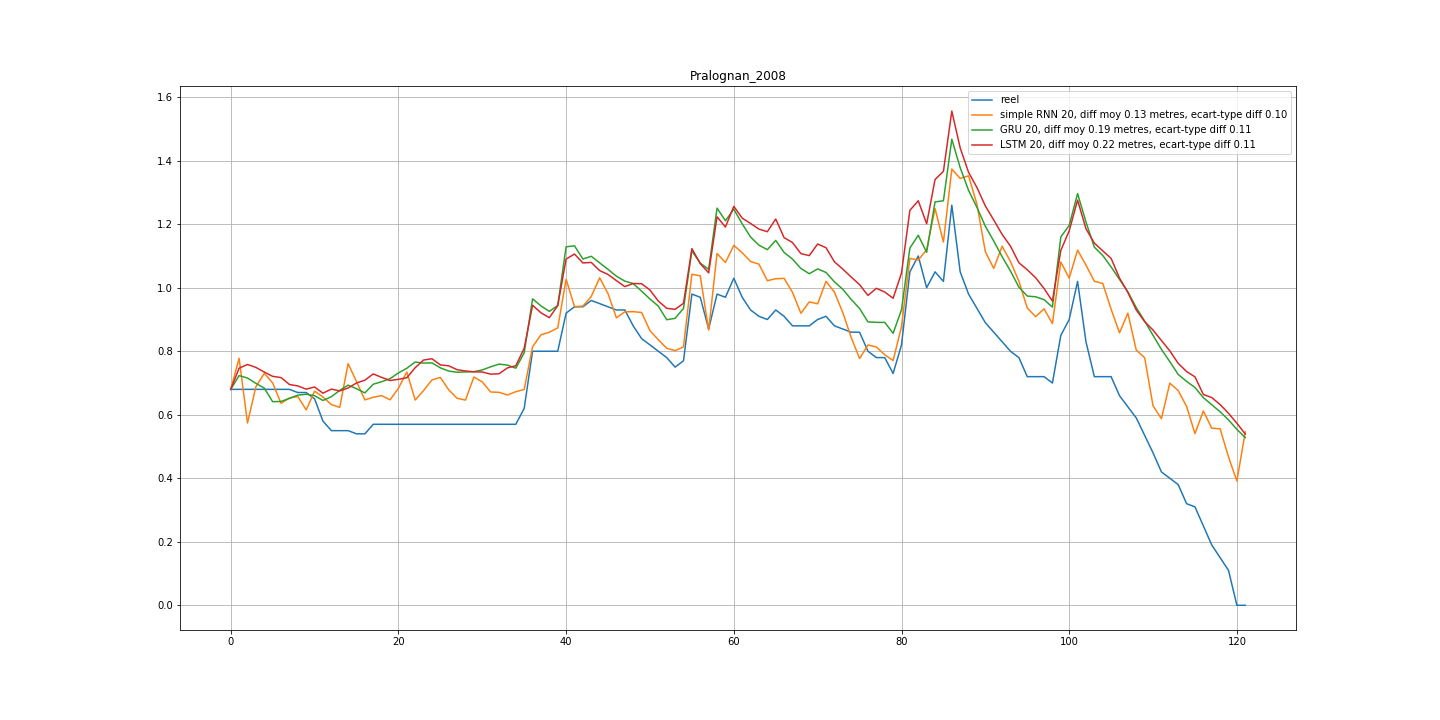 Pralognan_2008
reel
simple RNN 20, diff moy 0.13 metres, ecart-type diff 0.10
GRU 20, diff moy 0.19 metres, ecart-type diff 0.11
LSTM 20, diff moy 0.22 metres, ecart-type diff 0.11
1.6
1.4
1.2
1.0
0.8
0.6
0.4
0.2
0.0
0 20 40 60 80 100 120